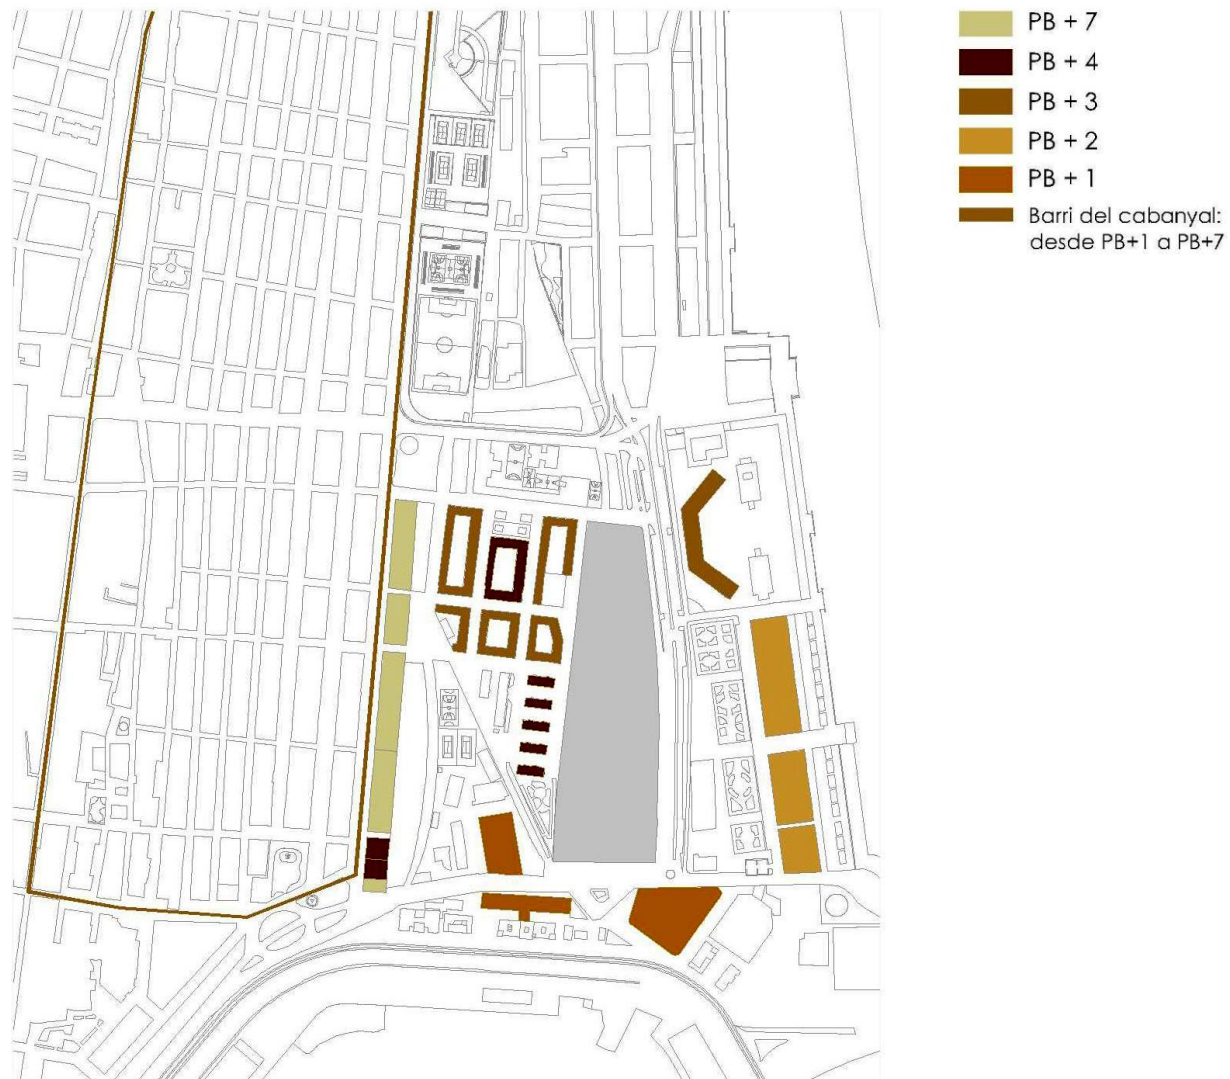 PB + 7
PB + 4
PB + 3
PB + 2
PB + 1
Barri del cabanyal:
desde PB+1 a PB+7